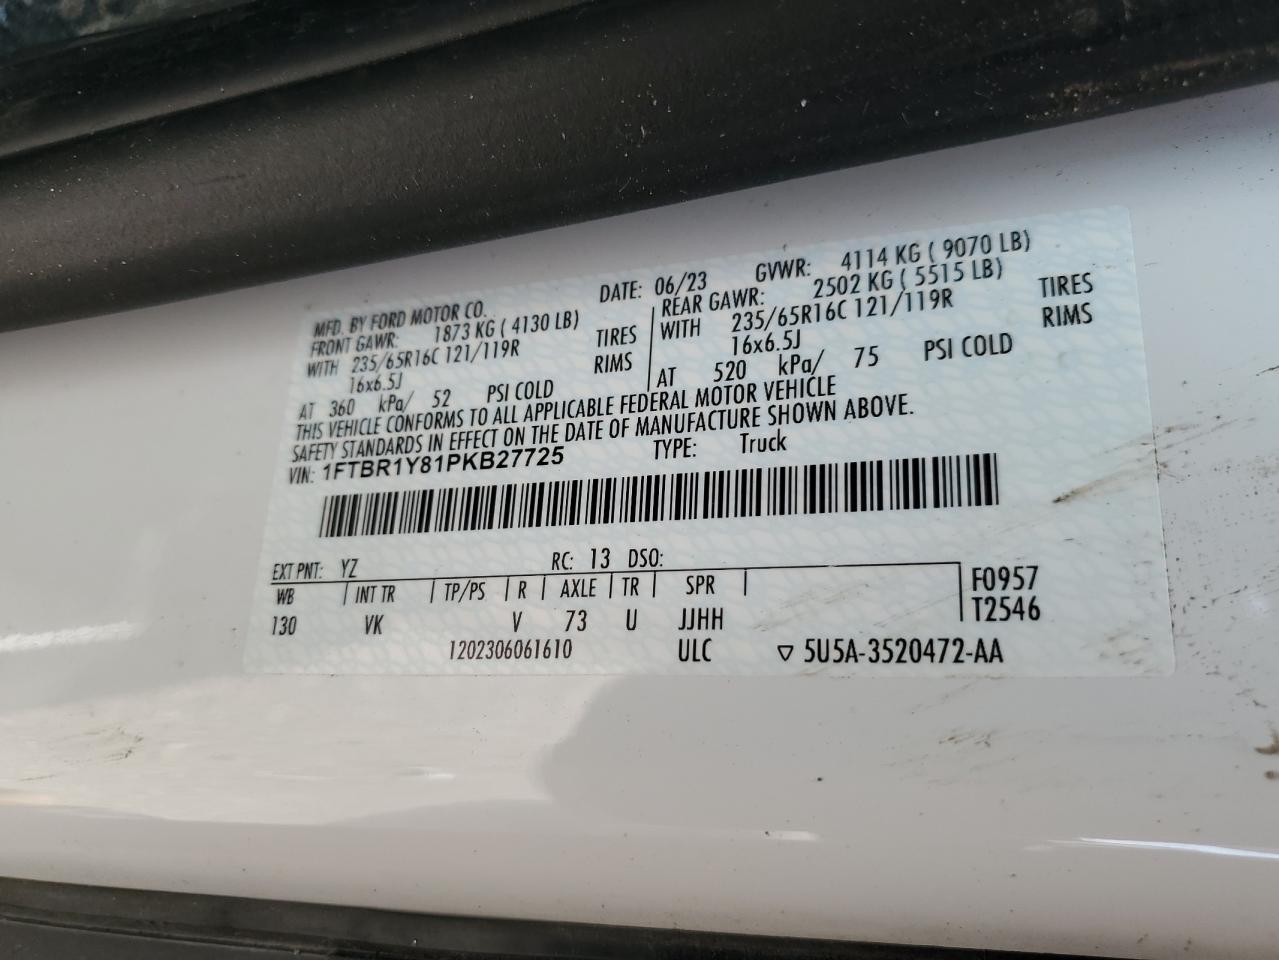 MFD. BY FORD MOTOR CO.
DATE: 06/23 GVWR: 4114 KG ( 9070 LB)
FRONT GAWR: 1873 KG ( 4130 LB)
WITH 235/65R16C 121/119R TIRES
16x6.5J RIMS
AT 360 kPa/ 52 PSI COLD
REAR GAWR: 2502 KG ( 5515 LB)
WITH 235/65R16C 121/119R TIRES
16x6.5J RIMS
AT 520 kPa/ 75 PSI COLD
THIS VEHICLE CONFORMS TO ALL APPLICABLE FEDERAL MOTOR VEHICLE
SAFETY STANDARDS IN EFFECT ON THE DATE OF MANUFACTURE SHOWN ABOVE.
VIN: 1FTBR1Y81PKB27725 TYPE: Truck
EXT PNT: YZ RC: 13 DSO:
WB INT TR TP/PS R AXLE TR SPR
130 VK V 73 U JJHH
F0957
T2546
1202306061610 ULC ▽ 5U5A-3520472-AA